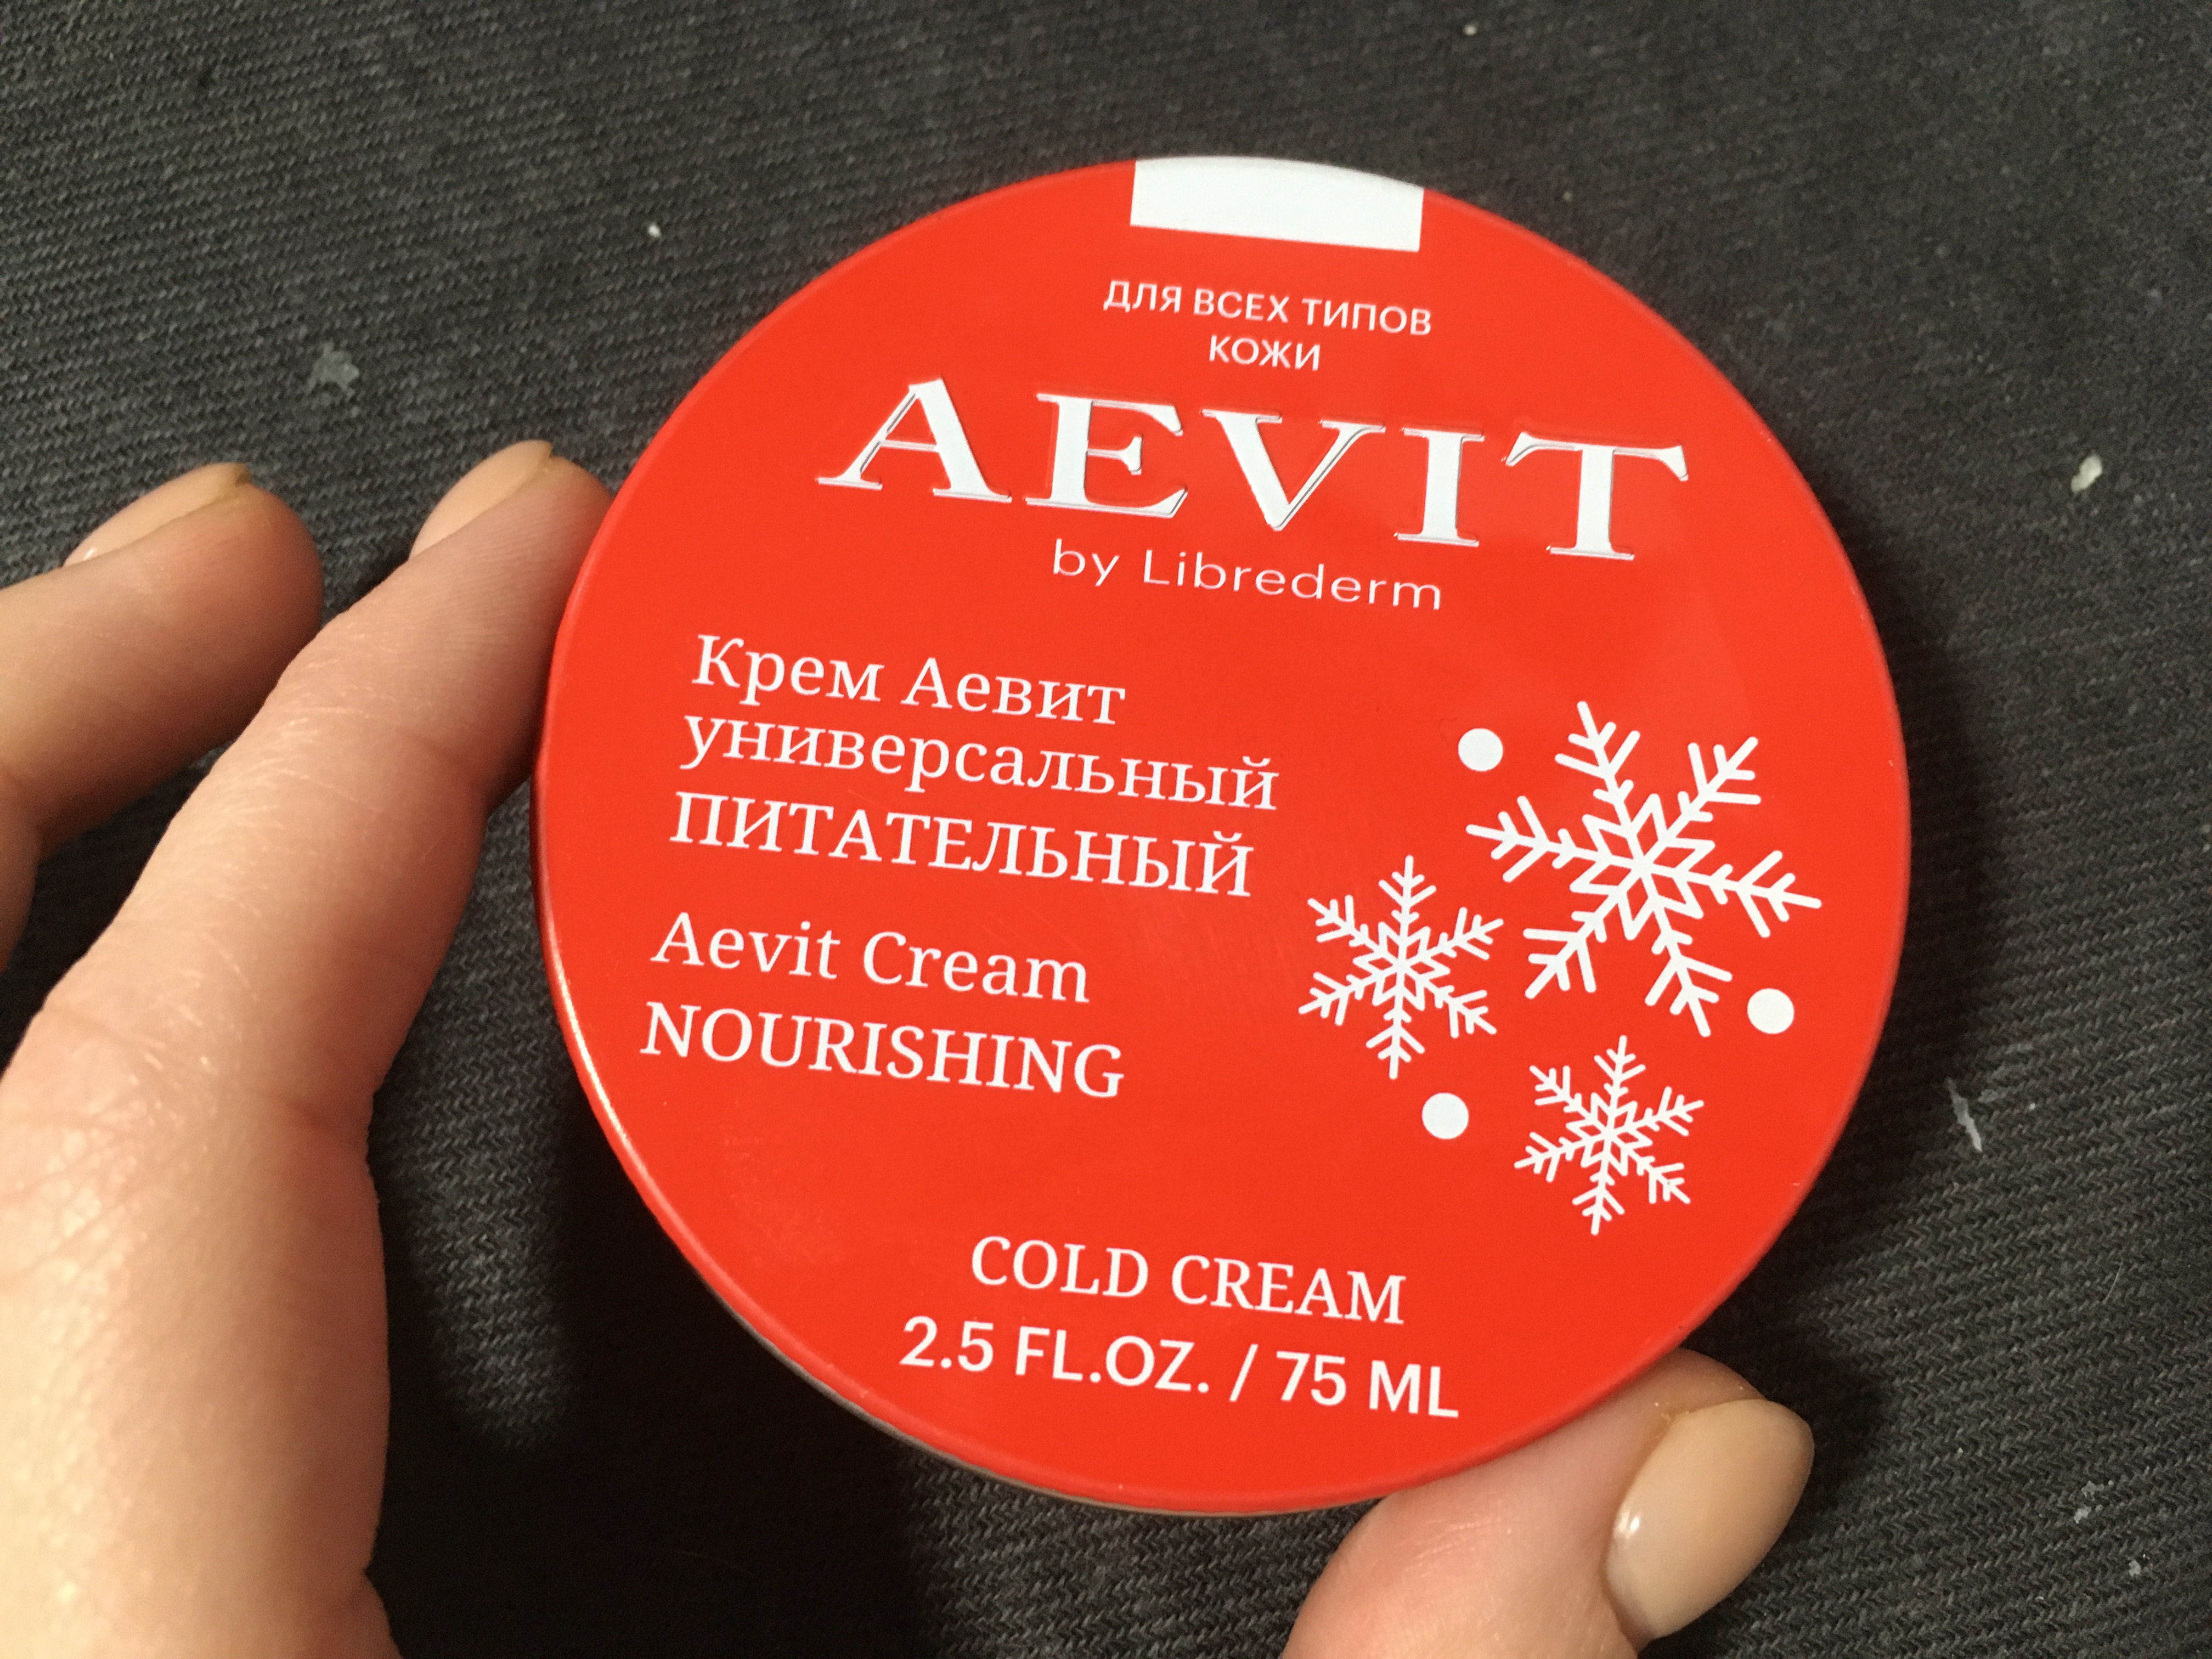 ДЛЯ ВСЕХ ТИПОВ
КОЖИ
AEVIT
by Librederm
Крем Аевит
универсальный
ПИТАТЕЛЬНЫЙ
Aevit Cream
NOURISHING
COLD CREAM
2.5 FL.OZ. / 75 ML